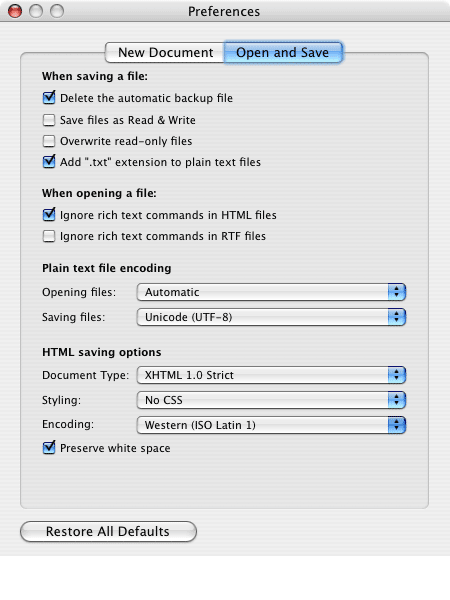 Preferences
New Document Open and Save
When saving a file:
Delete the automatic backup file
Save files as Read & Write
Overwrite read-only files
Add ".txt" extension to plain text files
When opening a file:
Ignore rich text commands in HTML files
Ignore rich text commands in RTF files
Plain text file encoding
Opening files: Automatic
Saving files: Unicode (UTF-8)
HTML saving options
Document Type: XHTML 1.0 Strict
Styling: No CSS
Encoding: Western (ISO Latin 1)
Preserve white space
Restore All Defaults